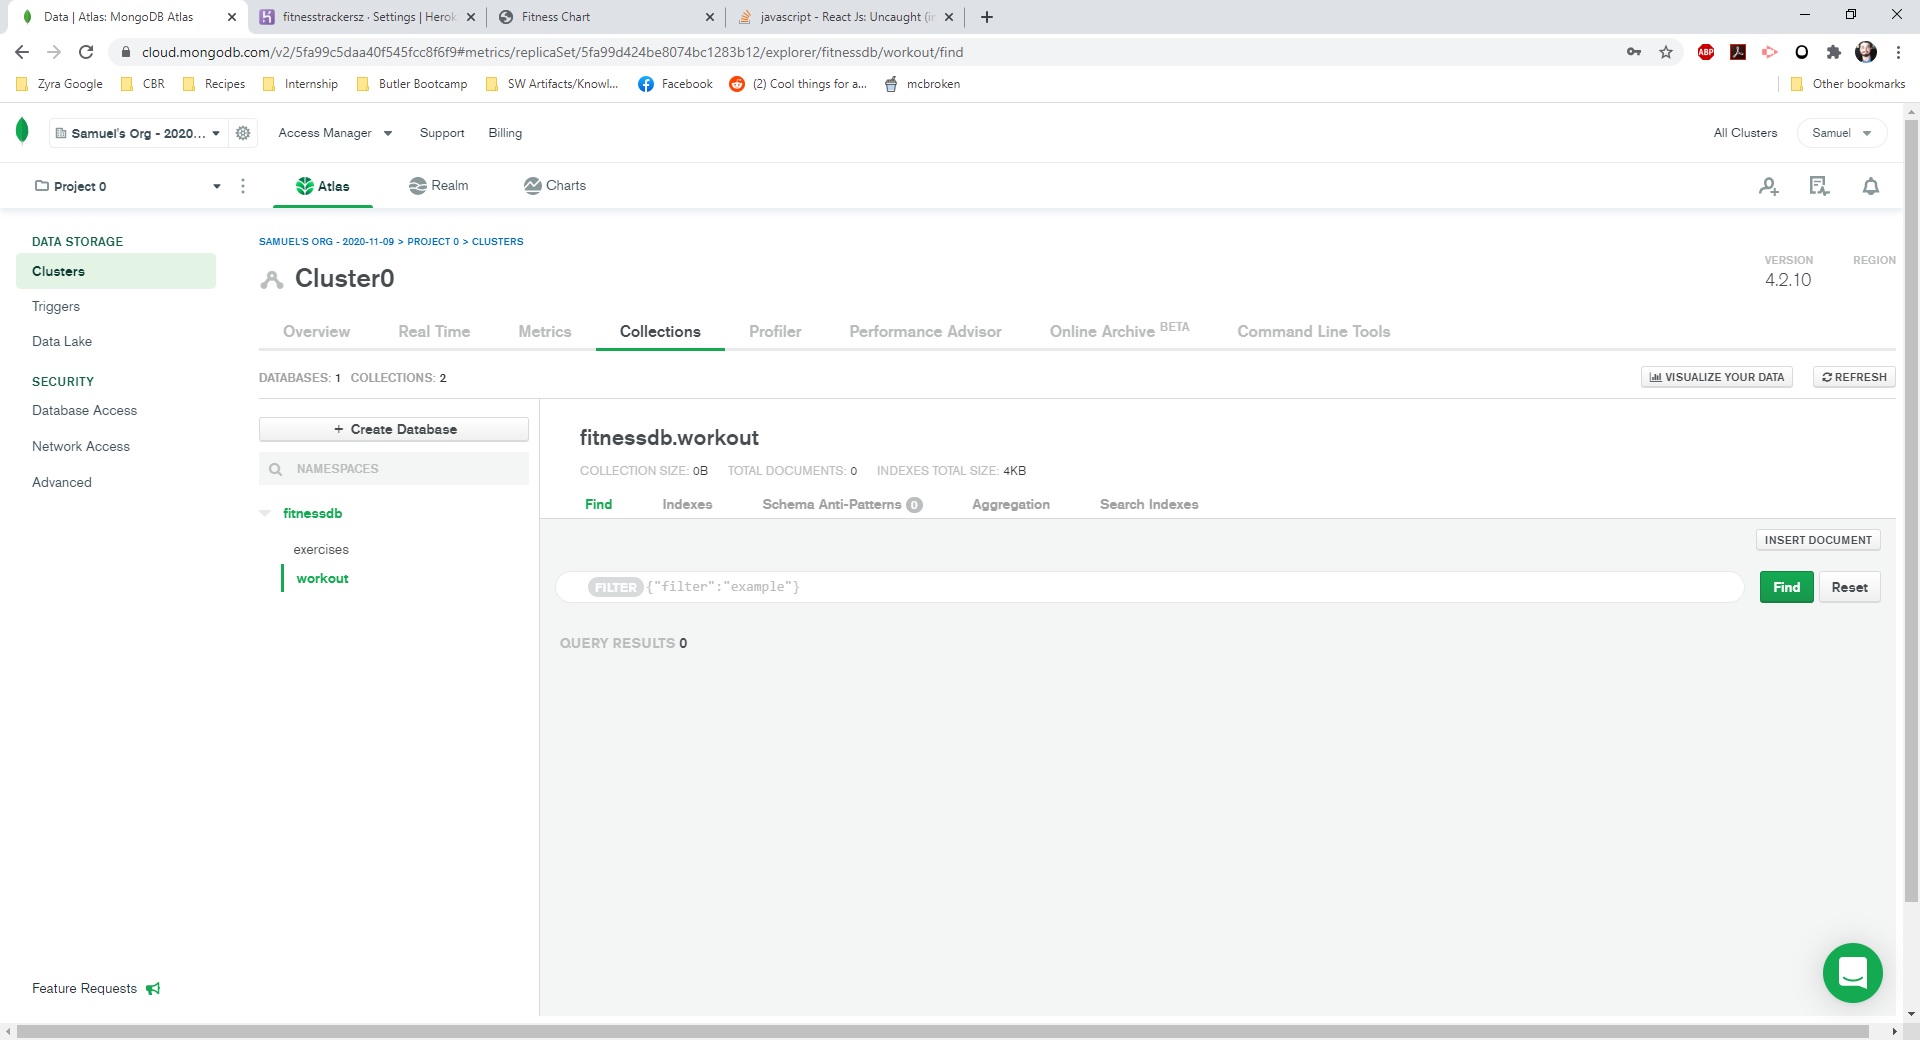 Data | Atlas: MongoDB Atlas
fitnesstrackersz · Settings | Herok
Fitness Chart
javascript - React Js: Uncaught (in
cloud.mongodb.com/v2/5fa99c5daa40f545fcc8f6f9#metrics/replicaSet/5fa99d424be8074bc1283b12/explorer/fitnessdb/workout/find
ABP
Zyra Google
CBR
Recipes
Internship
Butler Bootcamp
SW Artifacts/Knowl...
Facebook
(2) Cool things for a...
mcbroken
Other bookmarks
Samuel's Org - 2020...
Access Manager
Support
Billing
All Clusters
Samuel
Project 0
Atlas
Realm
Charts
DATA STORAGE
Clusters
Triggers
Data Lake
SECURITY
Database Access
Network Access
Advanced
Feature Requests
SAMUEL'S ORG - 2020-11-09 > PROJECT 0 > CLUSTERS
Cluster0
VERSION
4.2.10
REGION
Overview
Real Time
Metrics
Collections
Profiler
Performance Advisor
Online Archive BETA
Command Line Tools
DATABASES: 1 COLLECTIONS: 2
VISUALIZE YOUR DATA
REFRESH
+ Create Database
NAMESPACES
fitnessdb
exercises
workout
fitnessdb.workout
COLLECTION SIZE: 0B TOTAL DOCUMENTS: 0 INDEXES TOTAL SIZE: 4KB
Find
Indexes
Schema Anti-Patterns 0
Aggregation
Search Indexes
INSERT DOCUMENT
FILTER {"filter":"example"}
Find
Reset
QUERY RESULTS 0